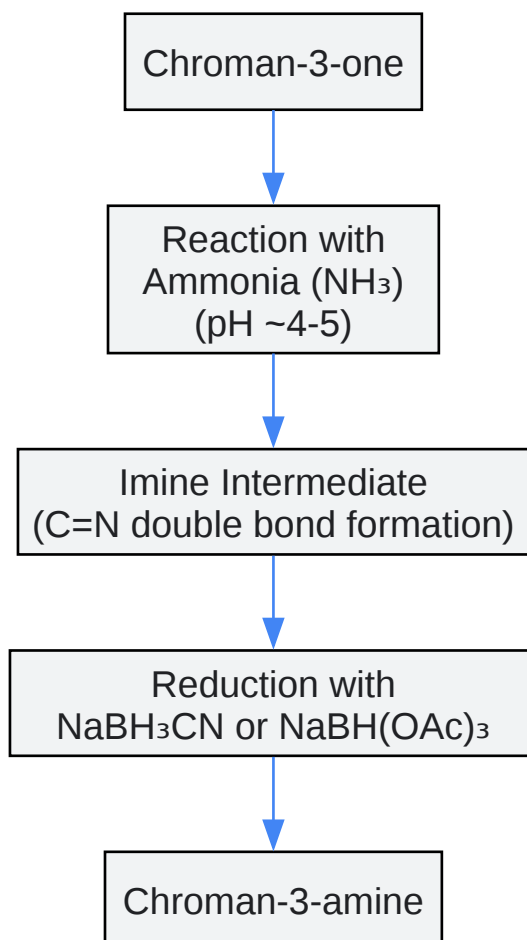 Chroman-3-one
Reaction with
Ammonia (NH₃)
(pH ~4-5)
Imine Intermediate
(C=N double bond formation)
Reduction with
NaBH₃CN or NaBH(OAc)₃
Chroman-3-amine